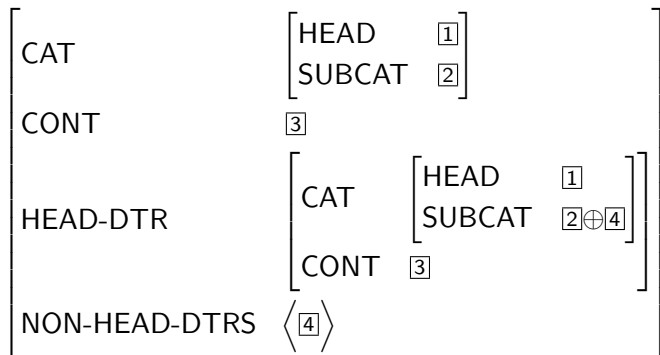 CAT [HEAD 1
SUBCAT 2]
CONT 3
HEAD-DTR [CAT [HEAD 1
SUBCAT 2⊕4]
CONT 3]
NON-HEAD-DTRS ⟨4⟩